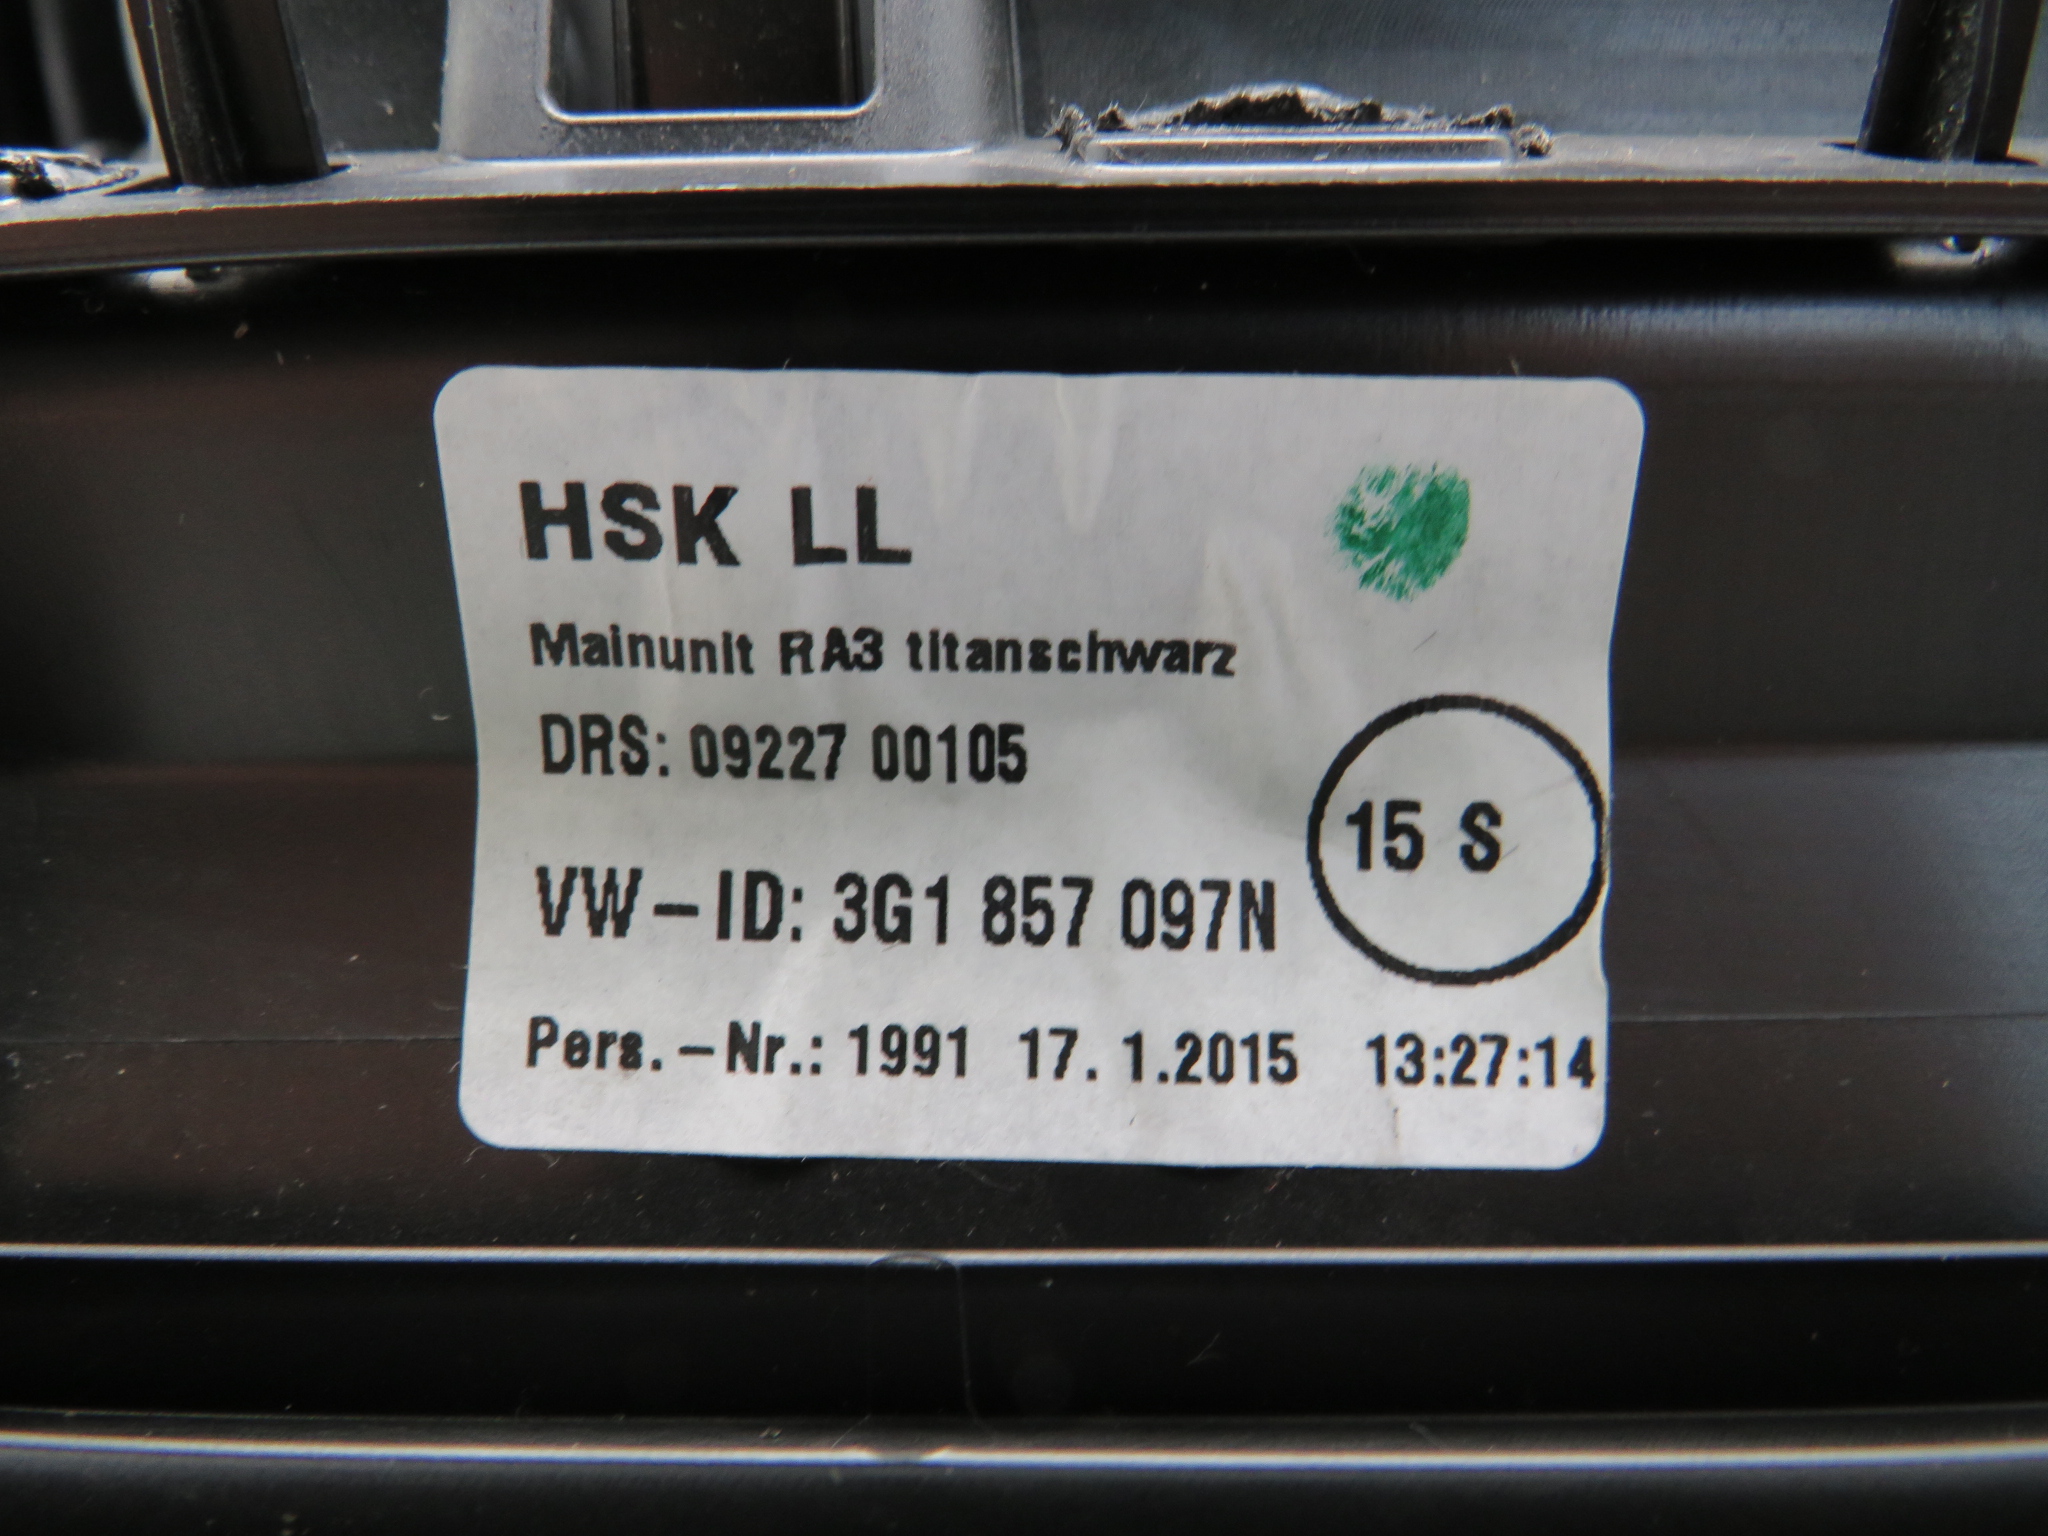 HSK LL
Mainunit RA3 titanschwarz
DRS: 09227 00105
15 S
VW-ID: 3G1 857 097N
Pers.-Nr.: 1991 17. 1.2015 13:27:14